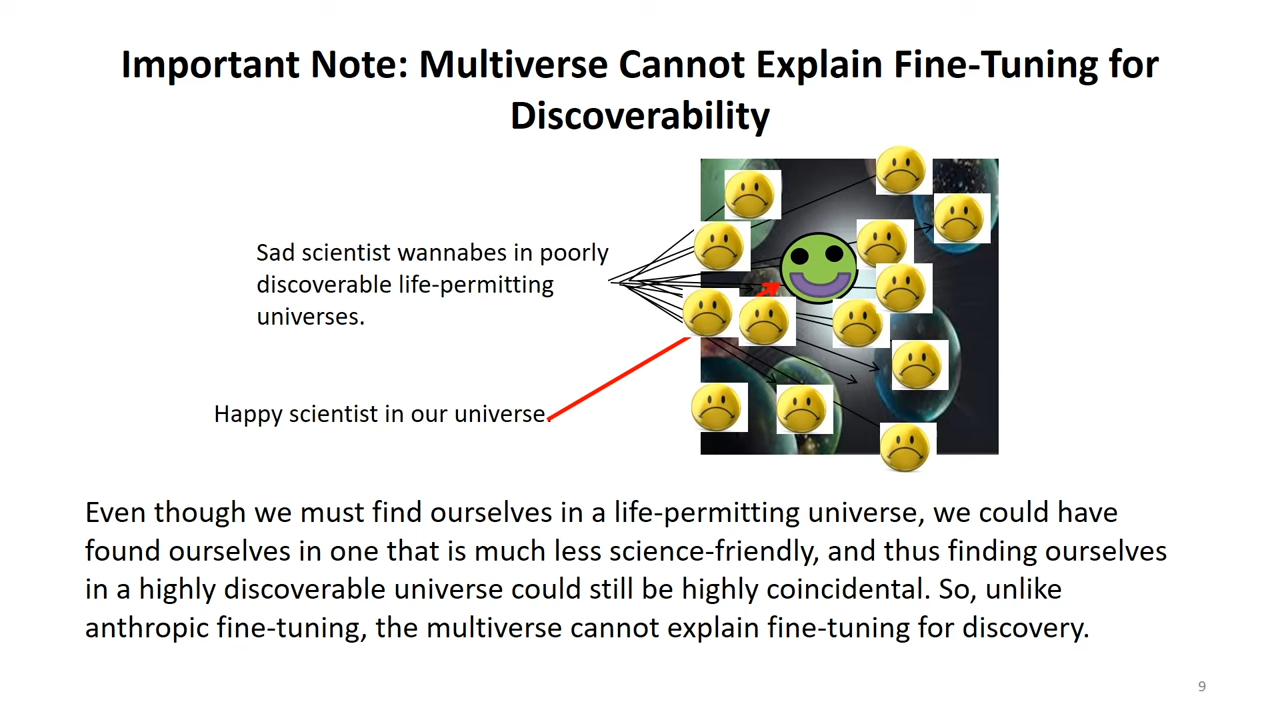 Important Note: Multiverse Cannot Explain Fine-Tuning for
Discoverability
Sad scientist wannabes in poorly
discoverable life-permitting
universes.
Happy scientist in our universe.
Even though we must find ourselves in a life-permitting universe, we could have
found ourselves in one that is much less science-friendly, and thus finding ourselves
in a highly discoverable universe could still be highly coincidental. So, unlike
anthropic fine-tuning, the multiverse cannot explain fine-tuning for discovery.
9